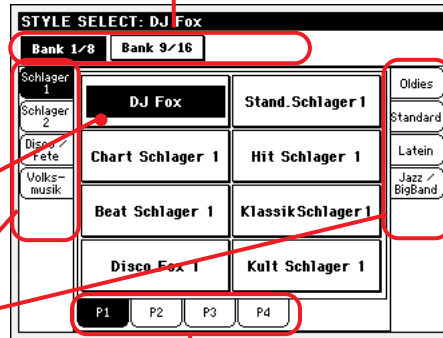 STYLE SELECT: DJ Fox
Bank 1/8 Bank 9/16
Schlager
1
Schlager
2
Disco /
Fete
Volks-
musik
DJ Fox Stand.Schlager 1
Chart Schlager 1 Hit Schlager 1
Beat Schlager 1 KlassikSchlager 1
Disco Fox 1 Kult Schlager 1
Oldies
Standard
Latein
Jazz /
BigBand
P1 P2 P3 P4